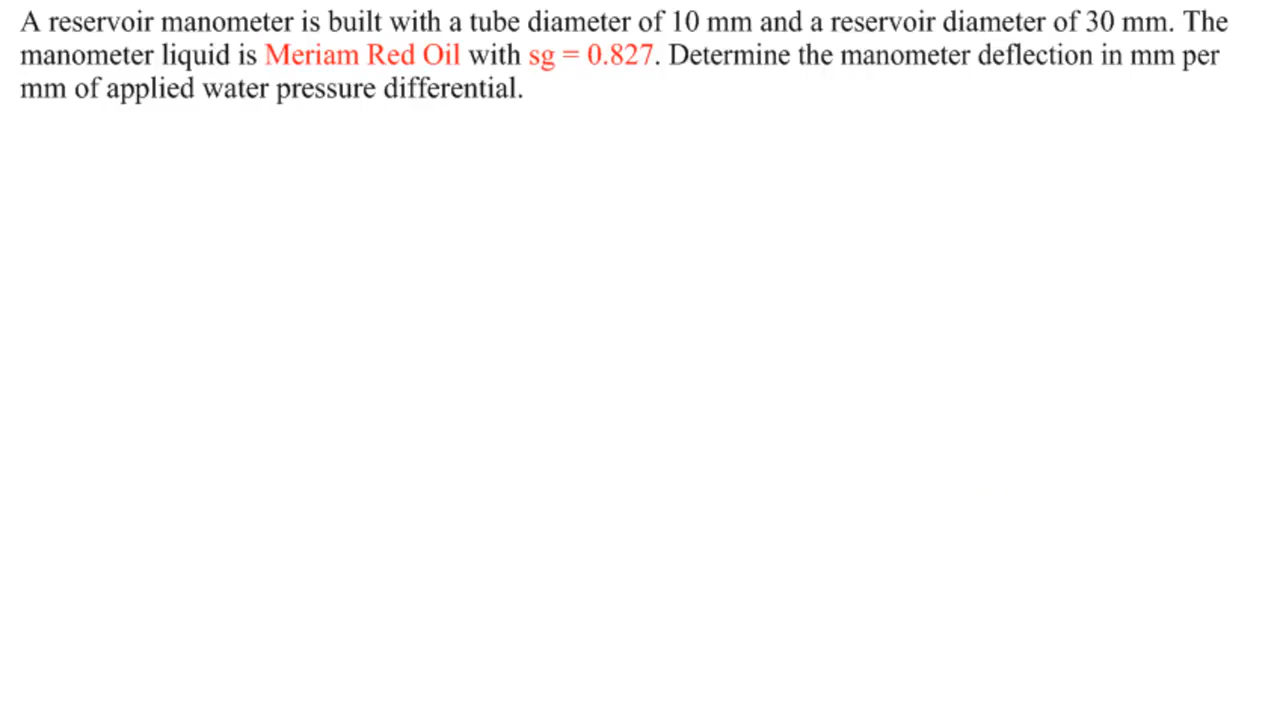 A reservoir manometer is built with a tube diameter of 10 mm and a reservoir diameter of 30 mm. The
manometer liquid is Meriam Red Oil with sg = 0.827. Determine the manometer deflection in mm per
mm of applied water pressure differential.